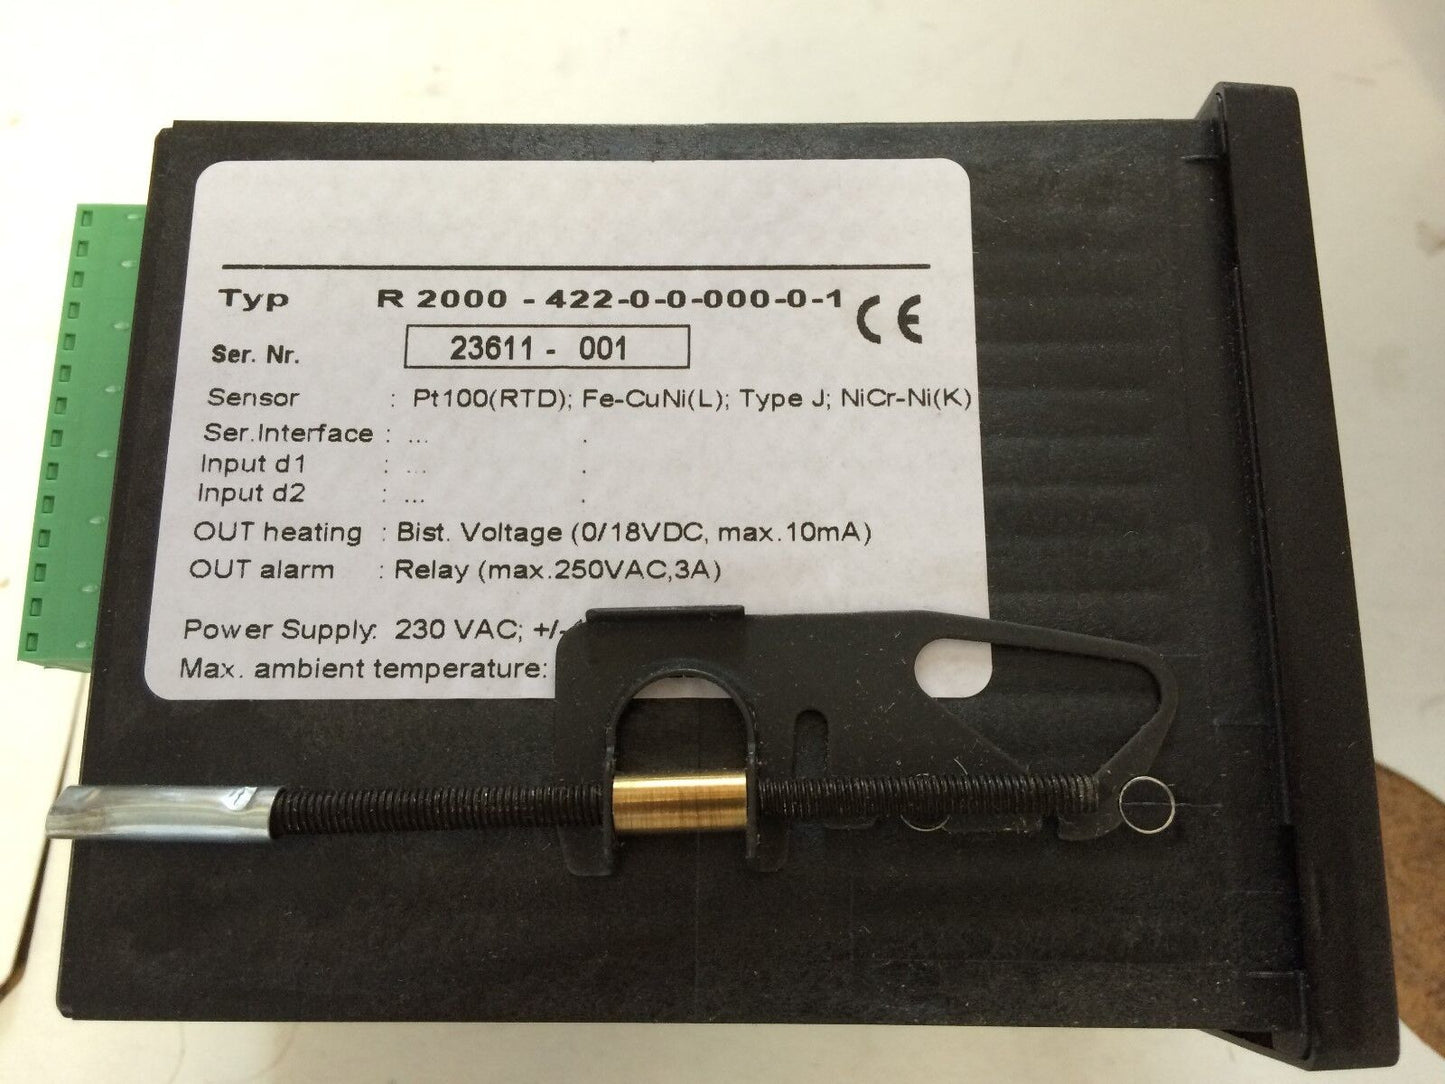 Typ R 2000 - 422-0-0-000-0-1 CE
Ser. Nr. 23611 - 001
Sensor : Pt100(RTD); Fe-CuNi(L); Type J; NiCr-Ni(K)
Ser.Interface : ... .
Input d1 : ... .
Input d2 : ... .
OUT heating : Bist. Voltage (0/18VDC, max.10mA)
OUT alarm : Relay (max.250VAC,3A)
Power Supply: 230 VAC; +/-
Max. ambient temperature: